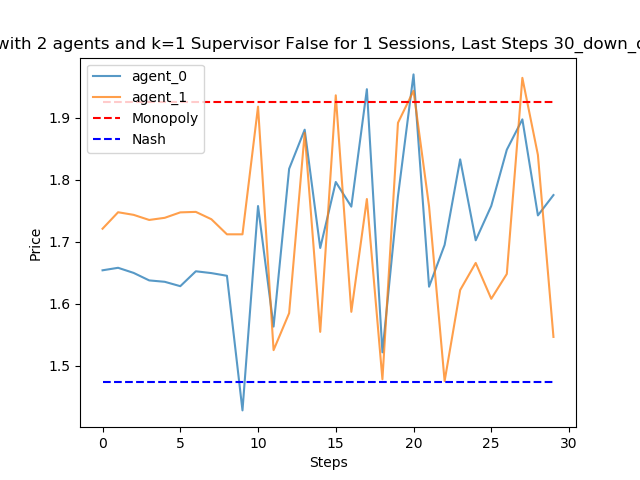 with 2 agents and k=1 Supervisor False for 1 Sessions, Last Steps 30_down_
agent_0
agent_1
Monopoly
Nash
Price
1.9
1.8
1.7
1.6
1.5
0
5
10
15
20
25
30
Steps